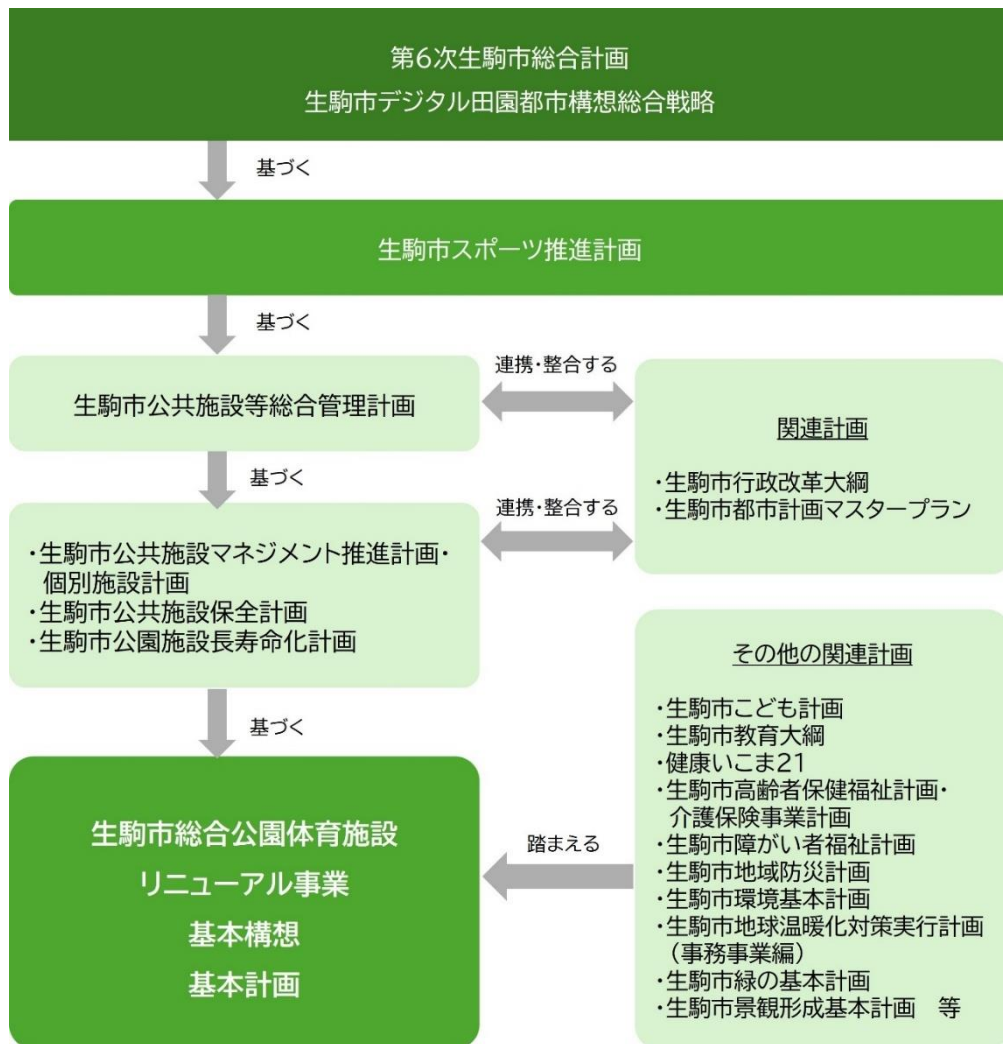 第6次生駒市総合計画
生駒市デジタル田園都市構想総合戦略
基づく
生駒市スポーツ推進計画
基づく
生駒市公共施設等総合管理計画
連携・整合する
関連計画
・生駒市行政改革大綱
・生駒市都市計画マスタープラン
基づく
連携・整合する
・生駒市公共施設マネジメント推進計画・
個別施設計画
・生駒市公共施設保全計画
・生駒市公園施設長寿命化計画
基づく
その他の関連計画
・生駒市こども計画
・生駒市教育大綱
・健康いこま21
・生駒市高齢者保健福祉計画・
介護保険事業計画
・生駒市障がい者福祉計画
・生駒市地域防災計画
・生駒市環境基本計画
・生駒市地球温暖化対策実行計画
（事務事業編）
・生駒市緑の基本計画
・生駒市景観形成基本計画　等
踏まえる
生駒市総合公園体育施設
リニューアル事業
基本構想
基本計画